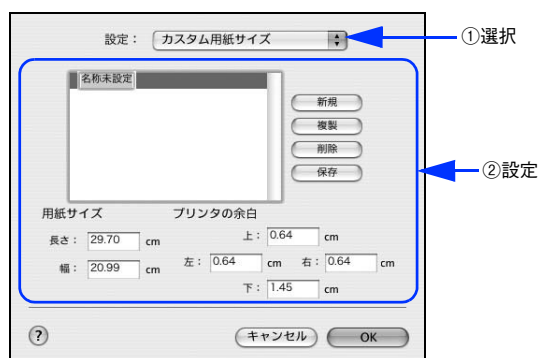 設定： カスタム用紙サイズ
①選択
名称未設定
新規
複製
削除
保存
②設定
用紙サイズ プリンタの余白
長さ： 29.70 cm
上： 0.64 cm
幅： 20.99 cm
左： 0.64 cm 右： 0.64 cm
下： 1.45 cm
? キャンセル OK